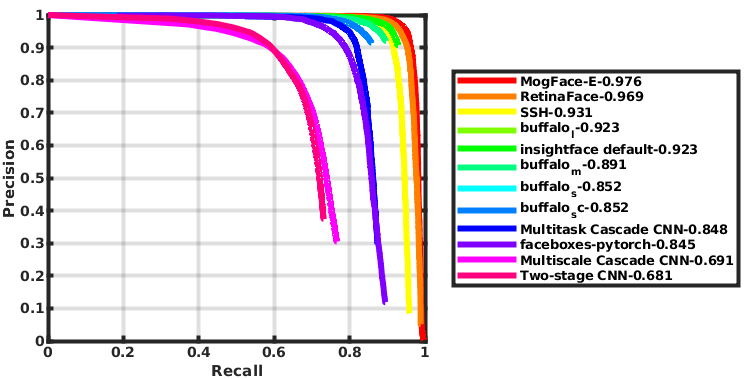 1
0.9
0.8
0.7
0.6
0.5
0.4
0.3
0.2
0.1
0
Precision
0
0.2
0.4
0.6
0.8
1
Recall
MogFace-E-0.976
RetinaFace-0.969
SSH-0.931
buffalo_l-0.923
insightface default-0.923
buffalo_m-0.891
buffalo_s-0.852
buffalo_sc-0.852
Multitask Cascade CNN-0.848
faceboxes-pytorch-0.845
Multiscale Cascade CNN-0.691
Two-stage CNN-0.681